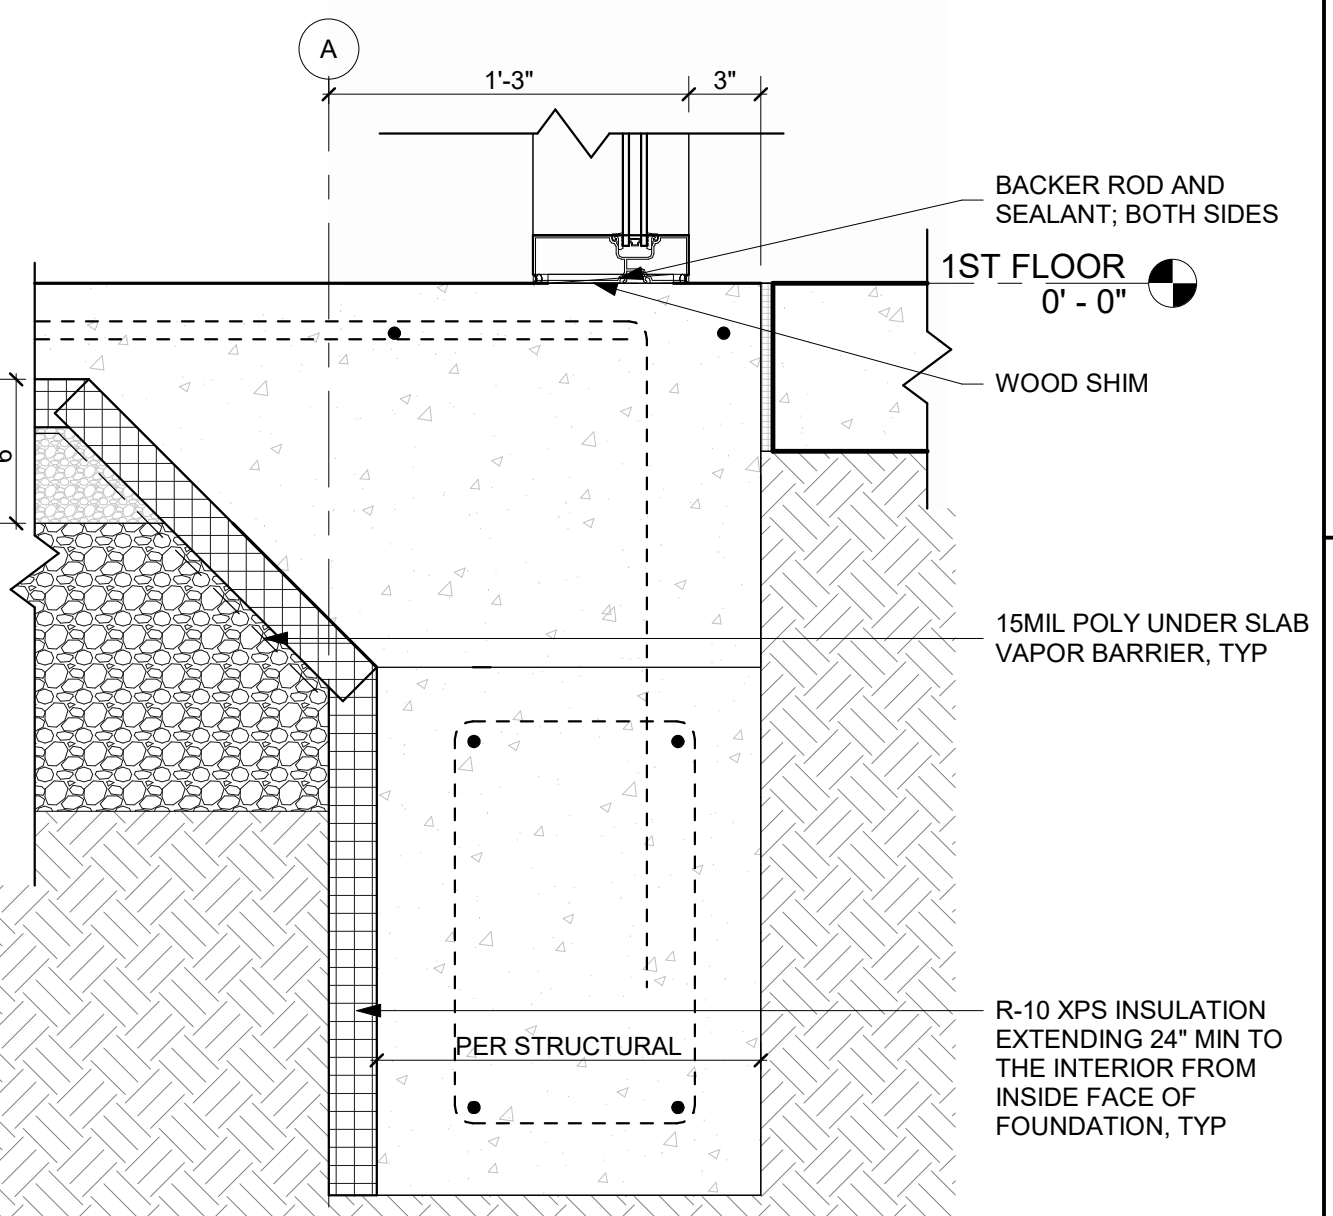 A
1'-3"
3"
BACKER ROD AND
SEALANT; BOTH SIDES
1ST FLOOR
0' - 0"
WOOD SHIM
15MIL POLY UNDER SLAB
VAPOR BARRIER, TYP
R-10 XPS INSULATION
EXTENDING 24" MIN TO
THE INTERIOR FROM
INSIDE FACE OF
FOUNDATION, TYP
PER STRUCTURAL